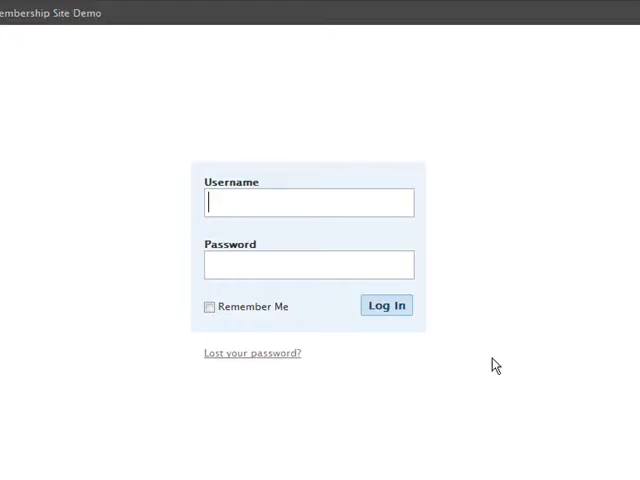 embership Site Demo
Username
Password
Remember Me
Log In
Lost your password?